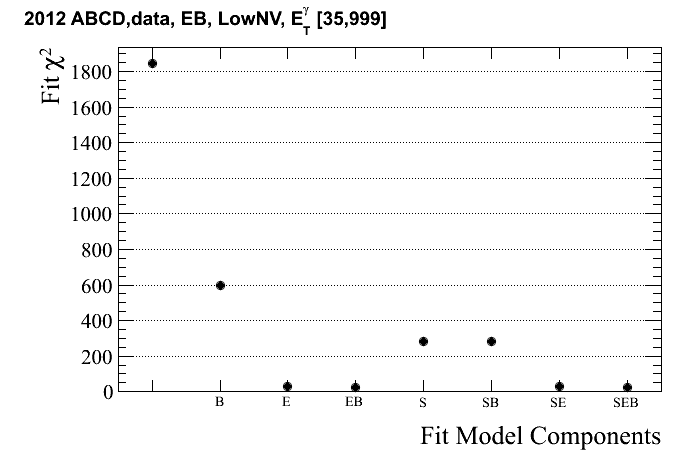 2012 ABCD,data, EB, LowNV, E_T^γ [35,999]
Fit χ²
1800
1600
1400
1200
1000
800
600
400
200
0
B E EB S SB SE SEB
Fit Model Components